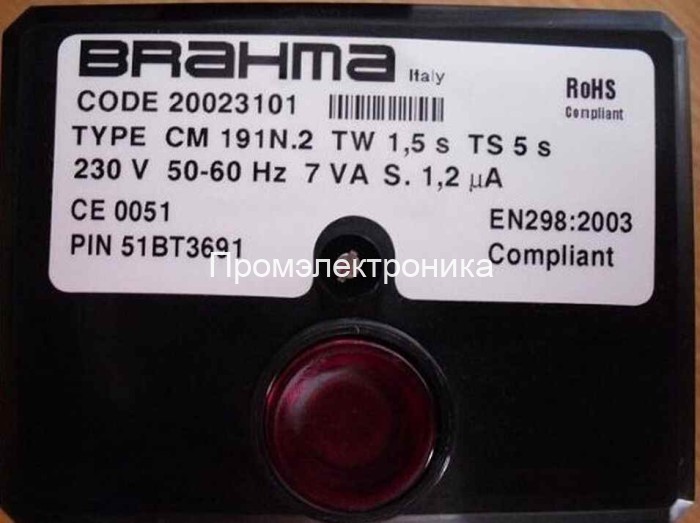 BRAHMA Italy
RoHS
Compliant
CODE 20023101
TYPE CM 191N.2 TW 1,5 s TS 5 s
230 V 50-60 Hz 7 VA S. 1,2 µA
CE 0051
PIN 51BT3691
EN298:2003
Compliant
Промэлектроника